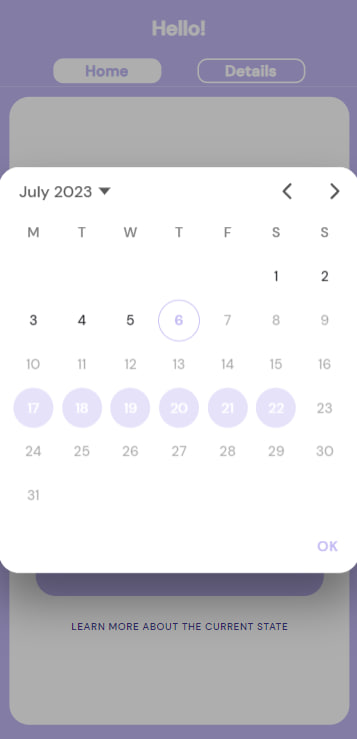 Hello!
Home Details
July 2023
M T W T F S S
1 2
3 4 5 6 7 8 9
10 11 12 13 14 15 16
17 18 19 20 21 22 23
24 25 26 27 28 29 30
31
OK
LEARN MORE ABOUT THE CURRENT STATE